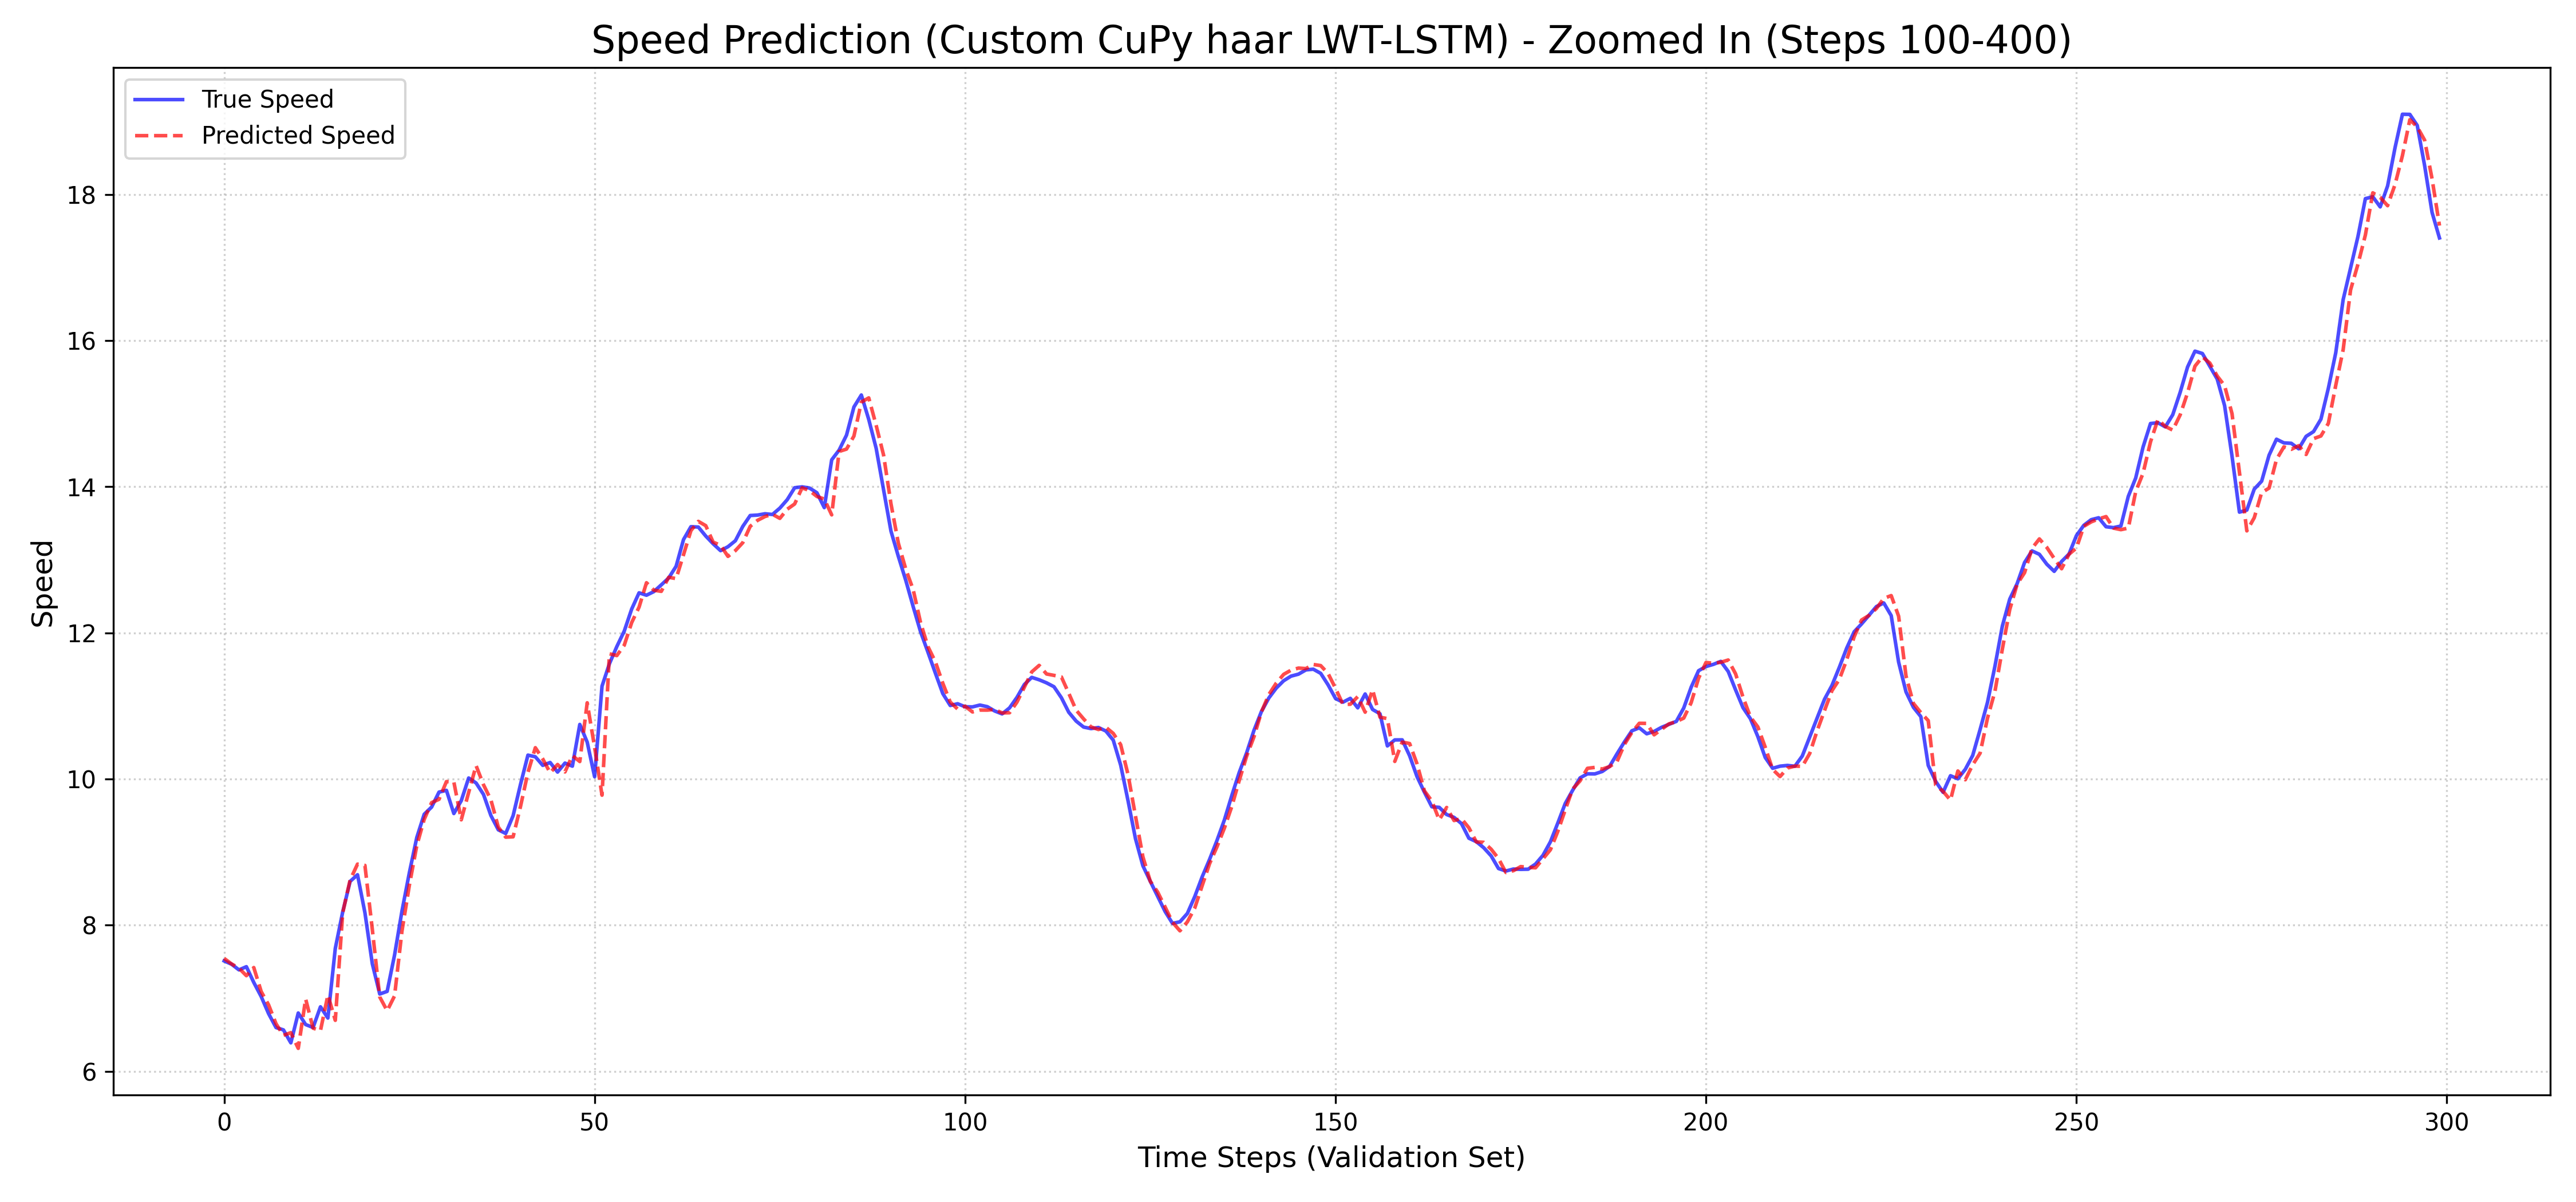 Speed Prediction (Custom CuPy haar LWT-LSTM) - Zoomed In (Steps 100-400)
True Speed
Predicted Speed
18
16
14
12
10
8
6
Speed
0 50 100 150 200 250 300
Time Steps (Validation Set)